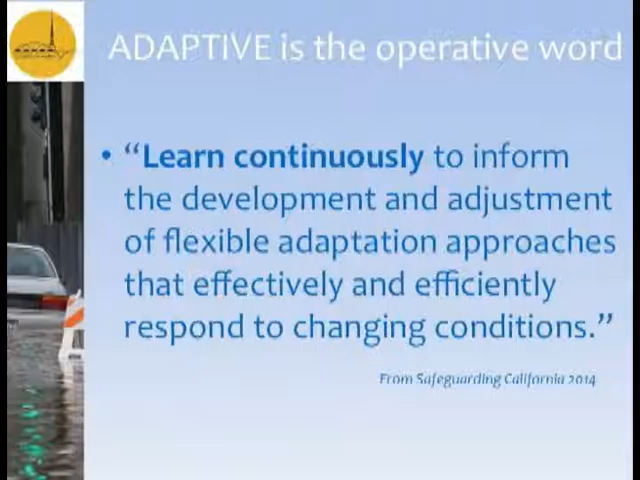 ADAPTIVE is the operative word
• “Learn continuously to inform
the development and adjustment
of flexible adaptation approaches
that effectively and efficiently
respond to changing conditions.”
From Safeguarding California 2014